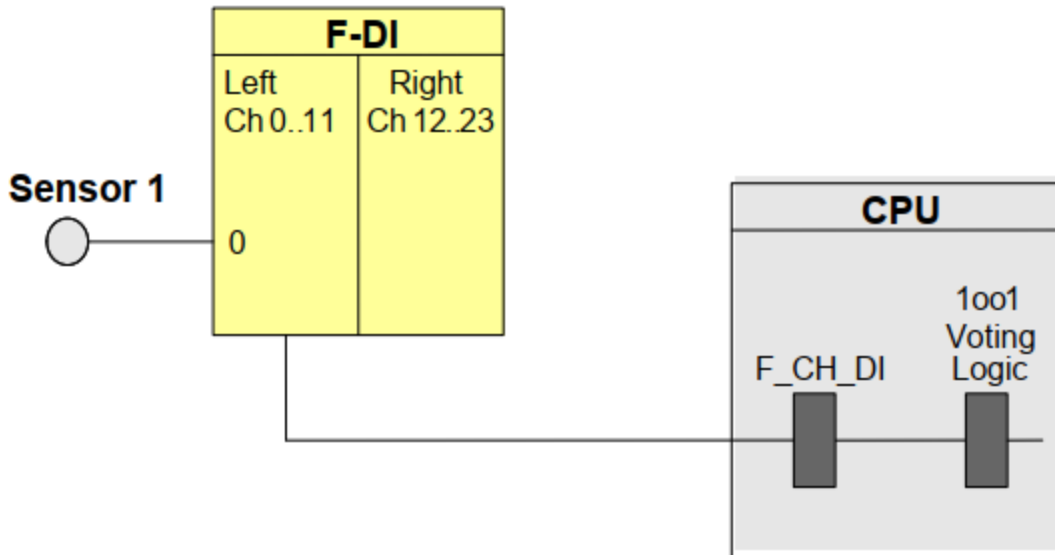 F-DI
Left
Right
Ch 0..11
Ch 12..23
Sensor 1
0
CPU
1oo1
Voting
F_CH_DI
Logic